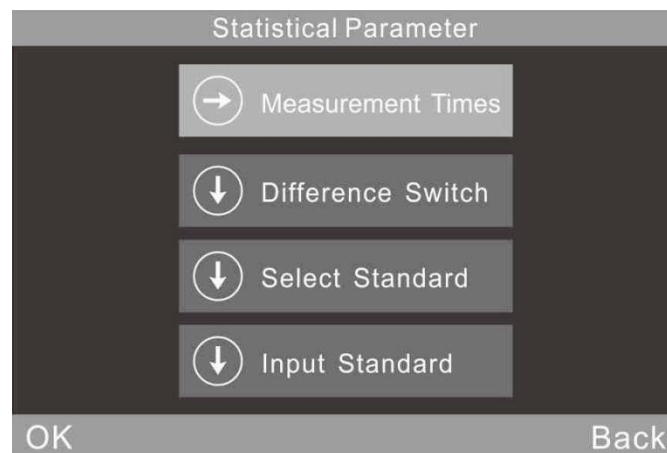 Statistical Parameter
Measurement Times
Difference Switch
Select Standard
Input Standard
OK
Back